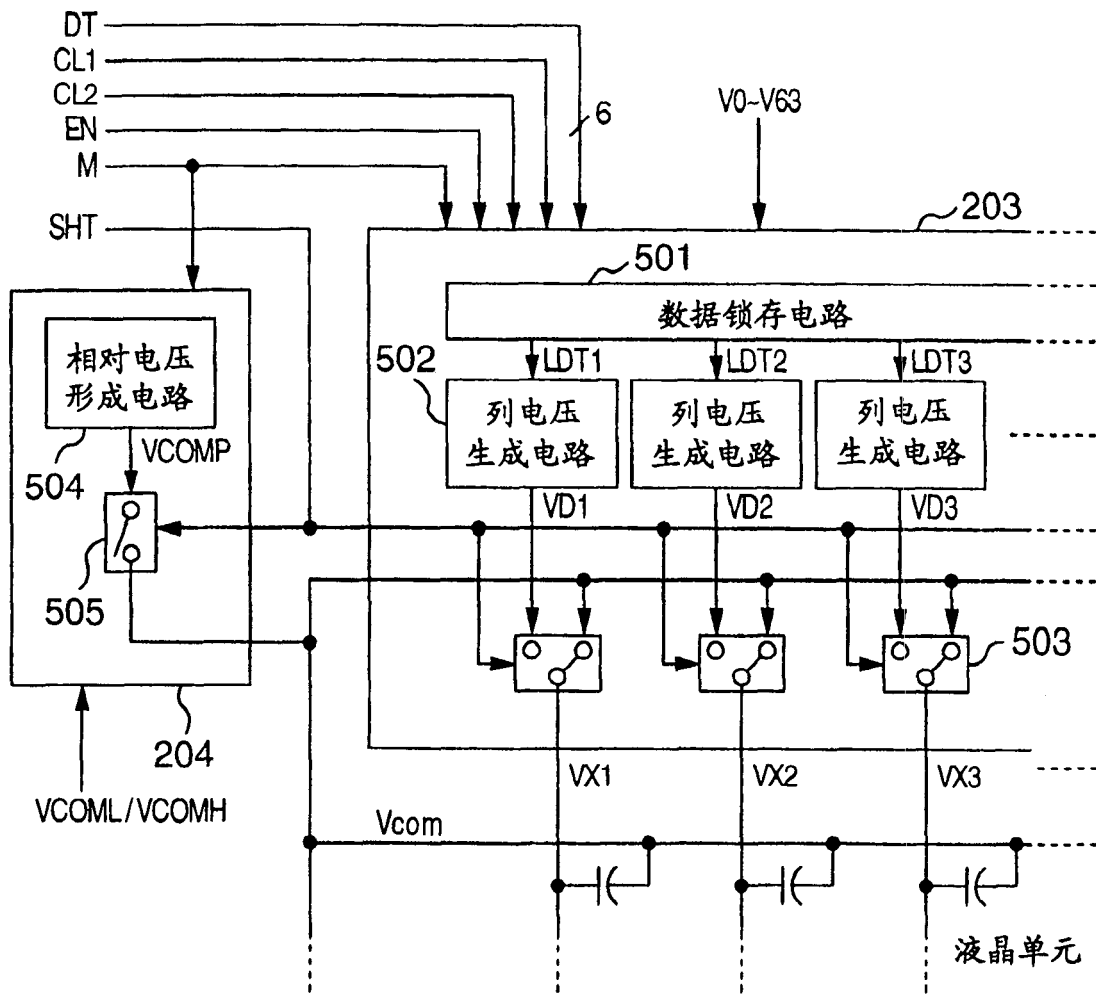 DT
CL1
CL2
EN
M
SHT
6
V0~V63
203
501
数据锁存电路
502
LDT1
LDT2
LDT3
列电压
生成电路
列电压
生成电路
列电压
生成电路
相对电压
形成电路
504
VCOMP
505
VD1
VD2
VD3
503
204
VCOML/VCOMH
VX1
VX2
VX3
Vcom
液晶单元